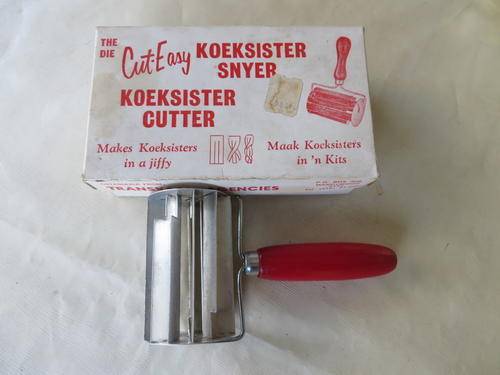 THE
DIE
Cut-Easy KOEKSISTER
SNYER
KOEKSISTER
CUTTER
Makes Koeksisters
in a jiffy
Maak Koeksisters
in 'n Kits